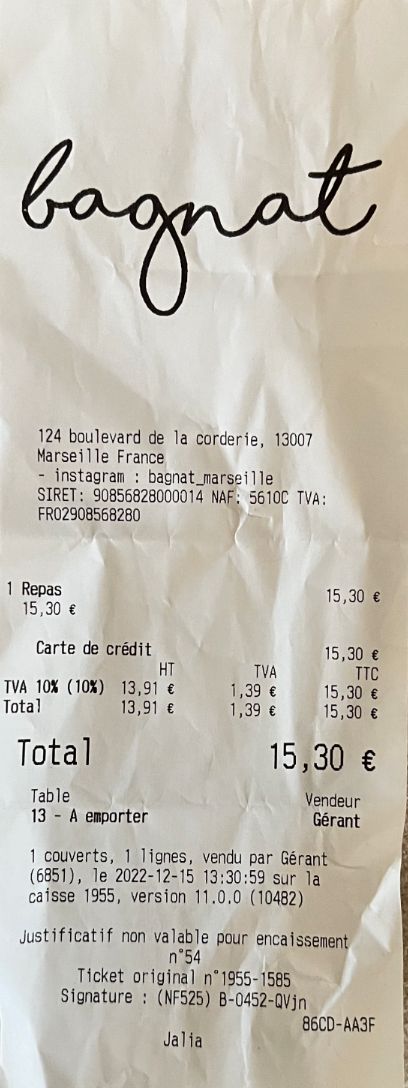 bagnat
124 boulevard de la corderie, 13007
Marseille France
- instagram : bagnat_marseille
SIRET: 90856828000014 NAF: 5610C TVA:
FR02908568280
1 Repas 15,30 €
15,30 €
Carte de crédit 15,30 €
HT TVA TTC
TVA 10% (10%) 13,91 € 1,39 € 15,30 €
Total 13,91 € 1,39 € 15,30 €
Total 15,30 €
Table Vendeur
13 - A emporter Gérant
1 couverts, 1 lignes, vendu par Gérant
(6851), le 2022-12-15 13:30:59 sur la
caisse 1955, version 11.0.0 (10482)
Justificatif non valable pour encaissement
n°54
Ticket original n°1955-1585
Signature : (NF525) B-0452-QVjn
86CD-AA3F
Jalia